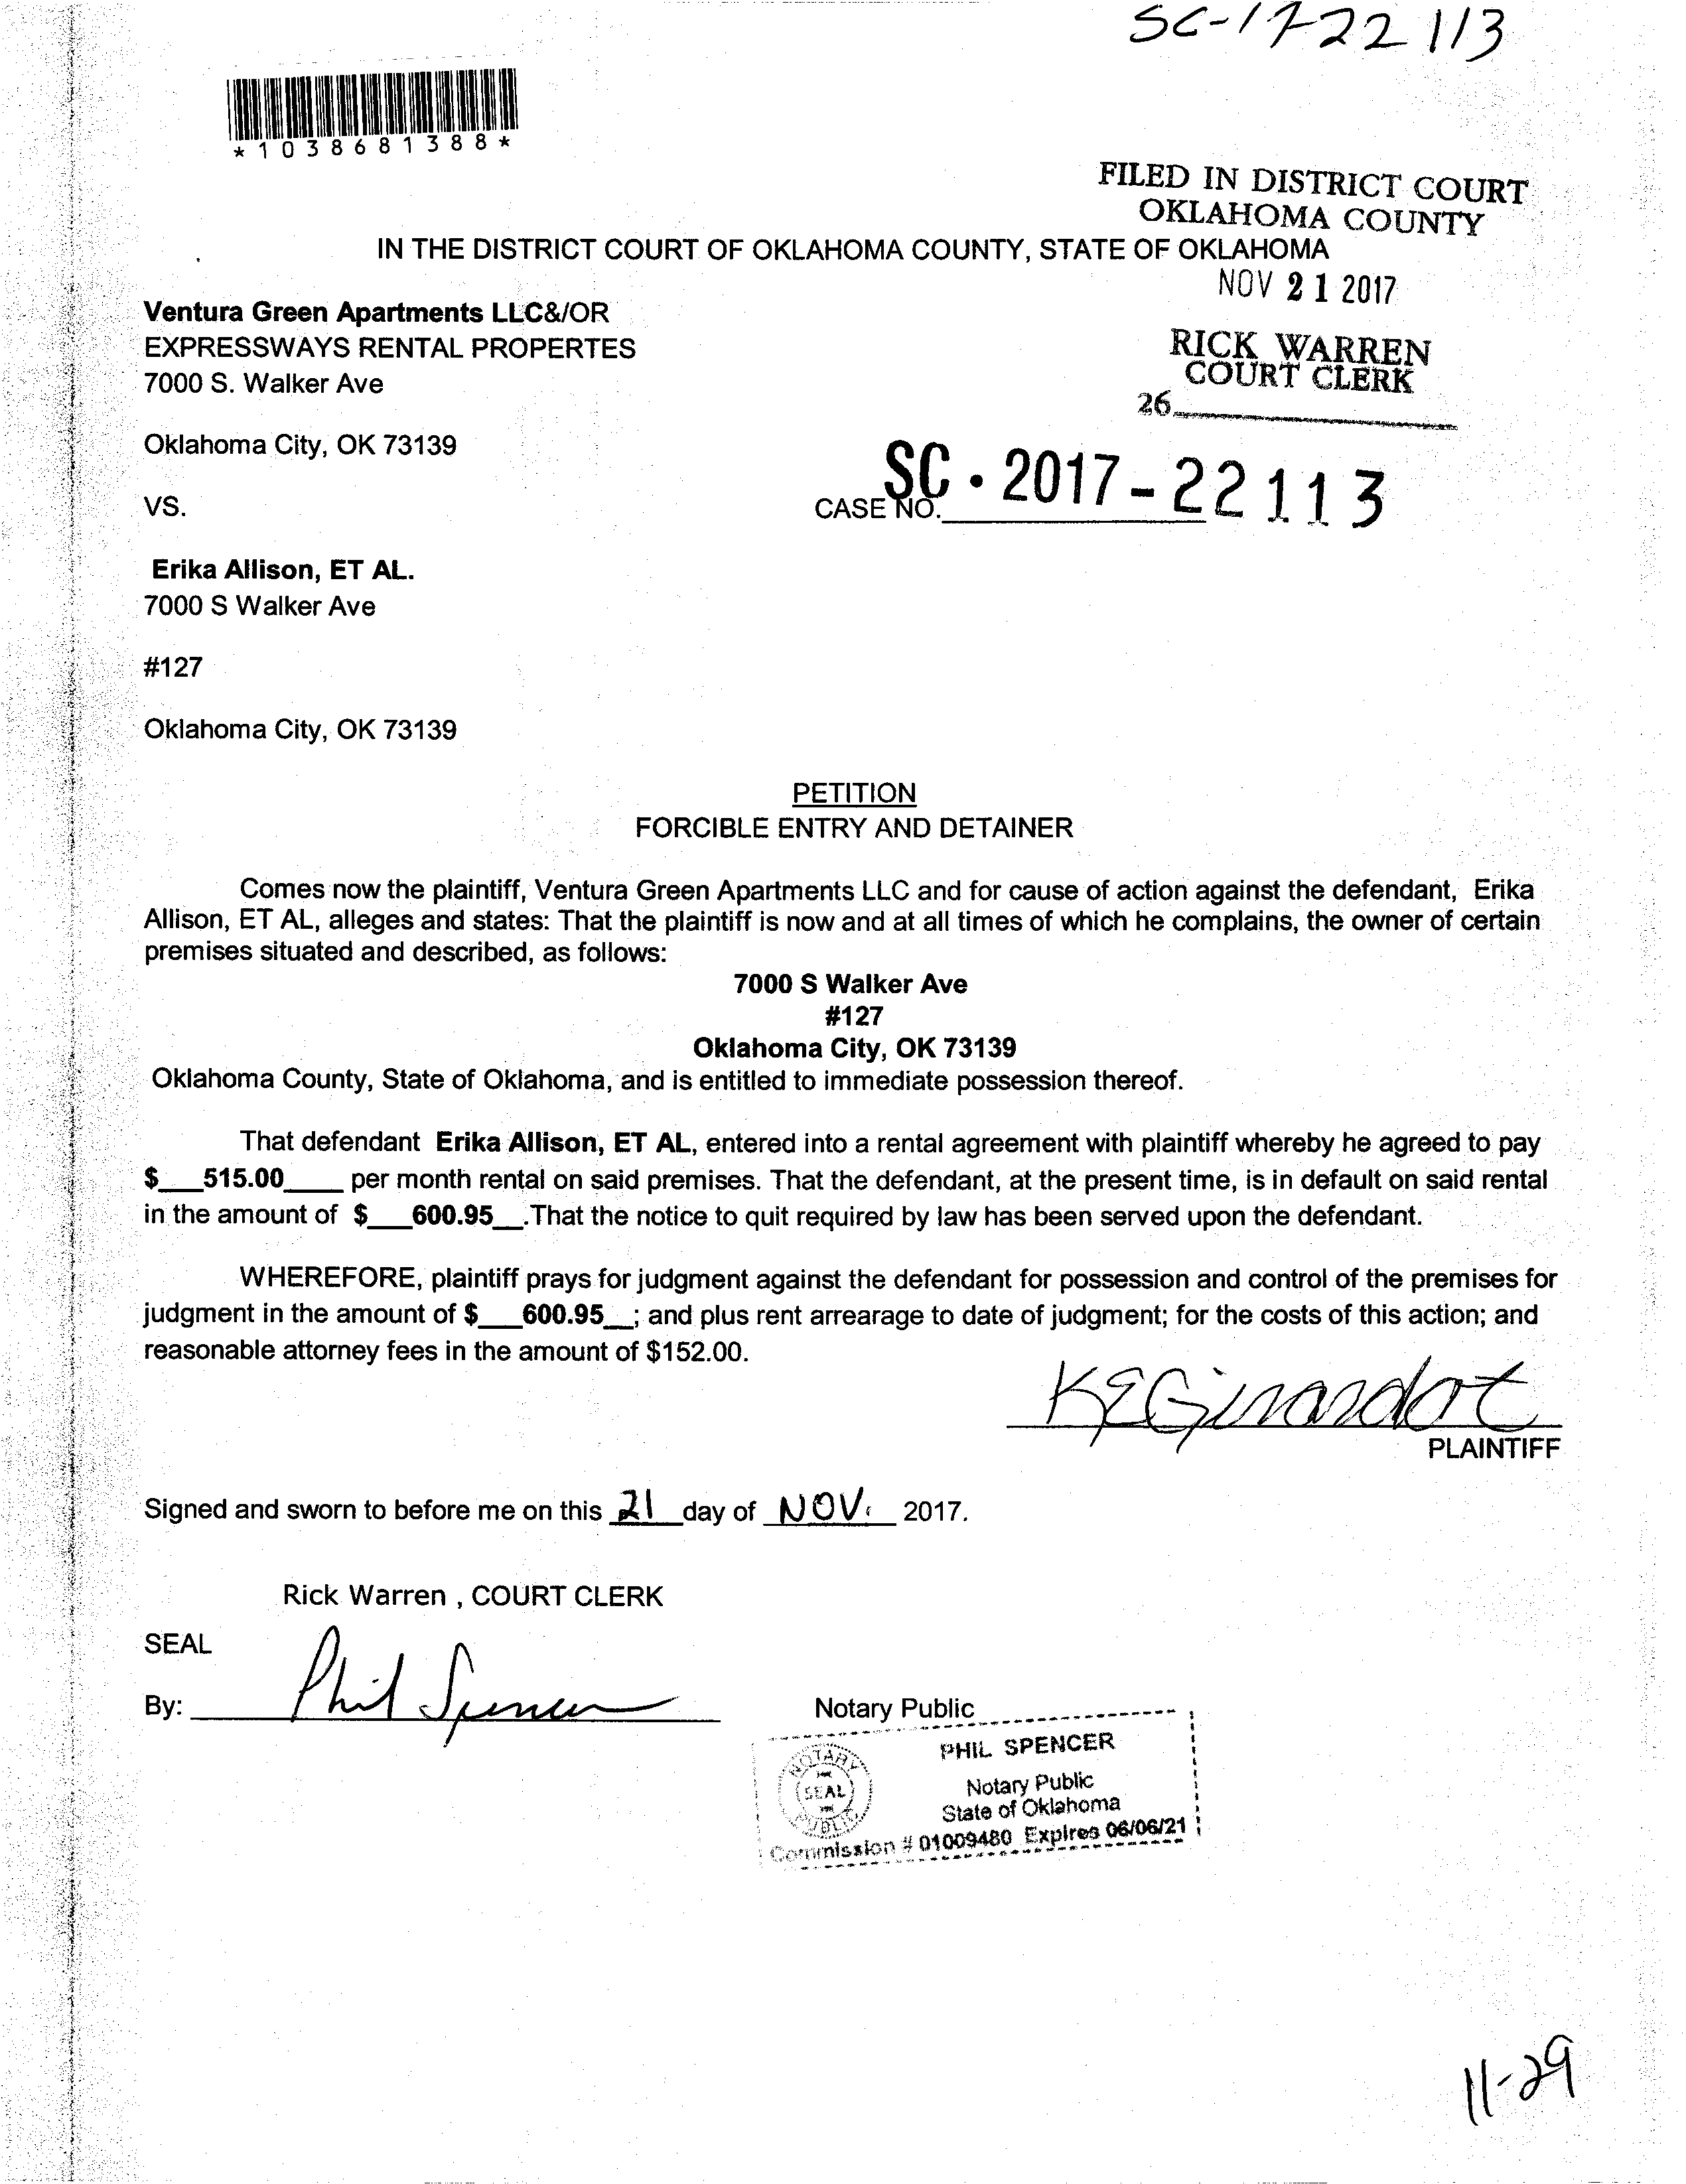 SC-17-22113
*1038681388*
FILED IN DISTRICT COURT
OKLAHOMA COUNTY
IN THE DISTRICT COURT OF OKLAHOMA COUNTY, STATE OF OKLAHOMA
NOV 21 2017
Ventura Green Apartments LLC&/OR
EXPRESSWAYS RENTAL PROPERTES
RICK WARREN
COURT CLERK
7000 S. Walker Ave
26
Oklahoma City, OK 73139
VS.
CASE NO. SC-2017-22113
Erika Allison, ET AL.
7000 S Walker Ave
#127
Oklahoma City, OK 73139
PETITION
FORCIBLE ENTRY AND DETAINER
Comes now the plaintiff, Ventura Green Apartments LLC and for cause of action against the defendant, Erika
Allison, ET AL, alleges and states: That the plaintiff is now and at all times of which he complains, the owner of certain
premises situated and described, as follows:
7000 S Walker Ave
#127
Oklahoma City, OK 73139
Oklahoma County, State of Oklahoma, and is entitled to immediate possession thereof.
That defendant Erika Allison, ET AL, entered into a rental agreement with plaintiff whereby he agreed to pay
$___515.00____ per month rental on said premises. That the defendant, at the present time, is in default on said rental
in the amount of $___600.95__.That the notice to quit required by law has been served upon the defendant.
WHEREFORE, plaintiff prays for judgment against the defendant for possession and control of the premises for
judgment in the amount of $___600.95__; and plus rent arrearage to date of judgment; for the costs of this action; and
reasonable attorney fees in the amount of $152.00.
KEGirardot
PLAINTIFF
Signed and sworn to before me on this 21 day of NOV. 2017.
Rick Warren , COURT CLERK
SEAL
By: Phil Spencer
Notary Public
PHIL SPENCER
NOTARY
SEAL
PUBLIC
Notary Public
State of Oklahoma
Commission # 01009480 Expires 06/06/21
11-29